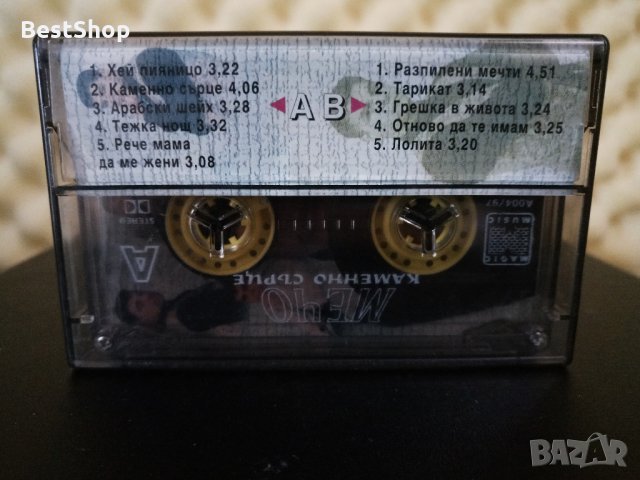 BestShop
1. Хей пияницо 3,22
2. Каменно сърце 4,06
3. Арабски шейх 3,28
4. Тежка нощ 3,32
5. Рече мама
да ме жени 3,08
A B
1. Разпилени мечти 4,51
2. Тарикат 3,14
3. Грешка в живота 3,24
4. Отново да те имам 3,25
5. Лолита 3,20
STEREO
A004/97
MUSIC
MAGIC
A
КАМЕННО СЪРЦЕ
МЕЧО
BAZAR